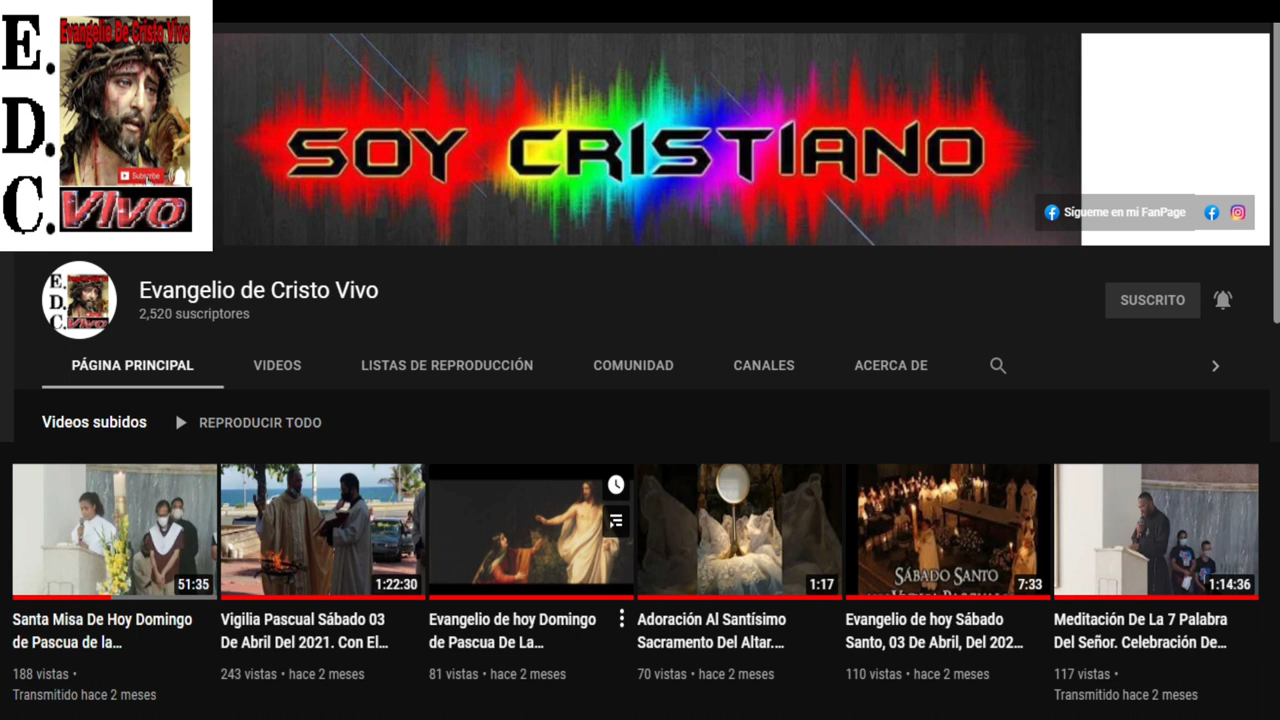 E.
D.
C.
Evangelio De Cristo Vivo
Subscribe
Vivo
SOY CRISTIANO
Sígueme en mi FanPage
E.
D.
C.
Vivo
Evangelio de Cristo Vivo
2,520 suscriptores
SUSCRITO
PÁGINA PRINCIPAL
VIDEOS
LISTAS DE REPRODUCCIÓN
COMUNIDAD
CANALES
ACERCA DE
Videos subidos
REPRODUCIR TODO
51:35
Santa Misa De Hoy Domingo
de Pascua de la...
188 vistas •
Transmitido hace 2 meses
1:22:30
Vigilia Pascual Sábado 03
De Abril Del 2021. Con El...
243 vistas • hace 2 meses
Evangelio de hoy Domingo
de Pascua De La...
81 vistas • hace 2 meses
1:17
Adoración Al Santísimo
Sacramento Del Altar....
70 vistas • hace 2 meses
SÁBADO SANTO
7:33
Evangelio de hoy Sábado
Santo, 03 De Abril, Del 202...
110 vistas • hace 2 meses
1:14:36
Meditación De La 7 Palabra
Del Señor. Celebración De...
117 vistas •
Transmitido hace 2 meses